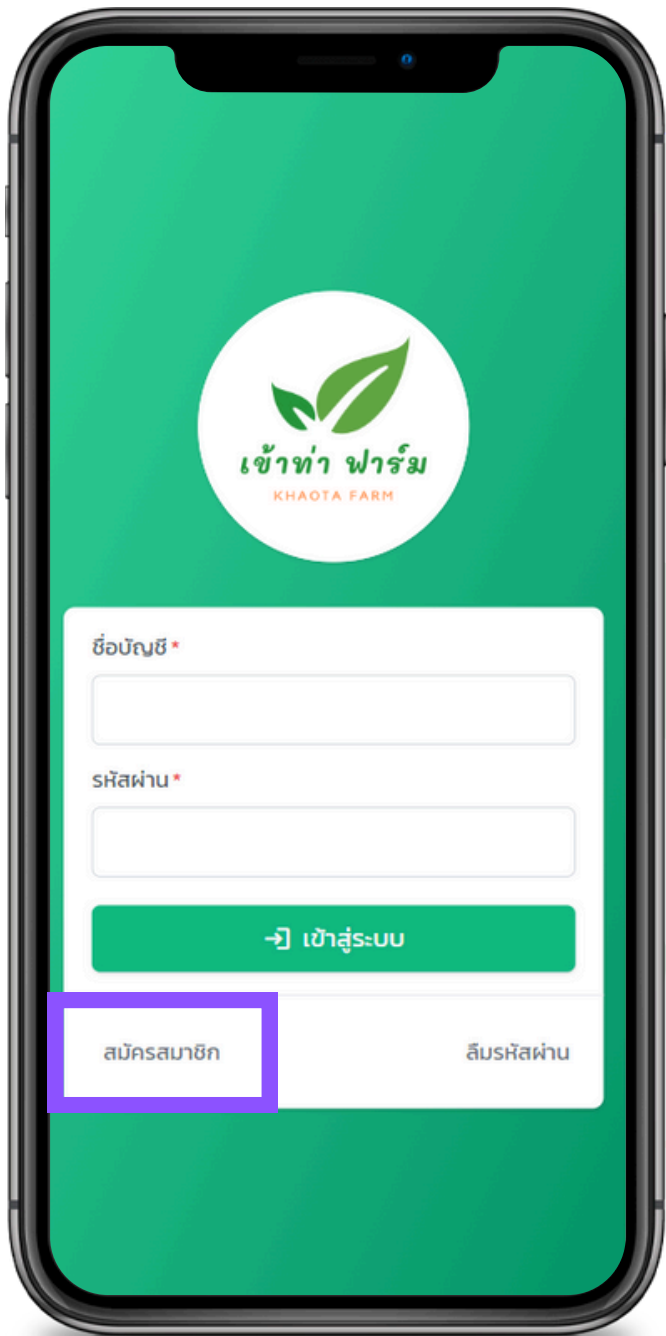 เข้าท่า ฟาร์ม
KHAOTA FARM
ชื่อบัญชี *
รหัสผ่าน *
เข้าสู่ระบบ
สมัครสมาชิก
ลืมรหัสผ่าน